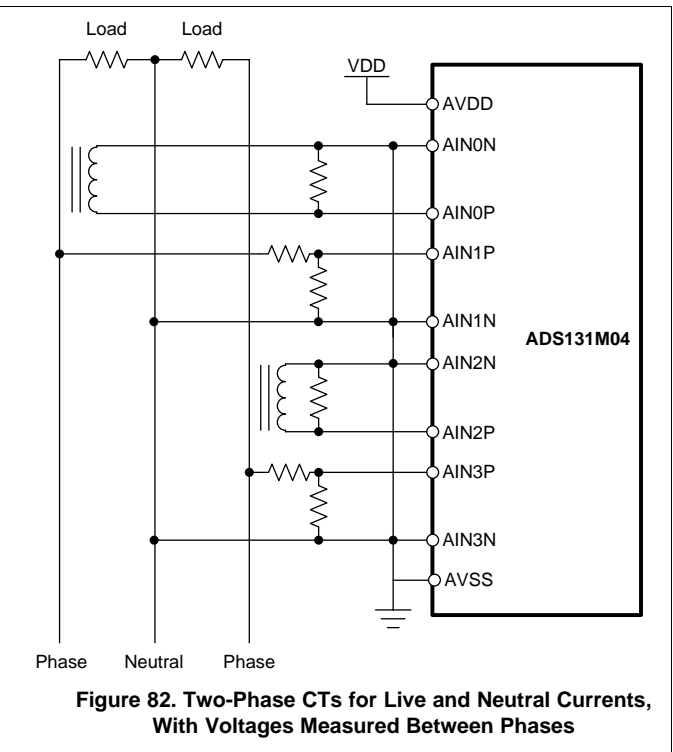 Load
Load
VDD
AVDD
AIN0N
AIN0P
AIN1P
AIN1N
ADS131M04
AIN2N
AIN2P
AIN3P
AIN3N
AVSS
Phase
Neutral
Phase
Figure 82. Two-Phase CTs for Live and Neutral Currents,
With Voltages Measured Between Phases